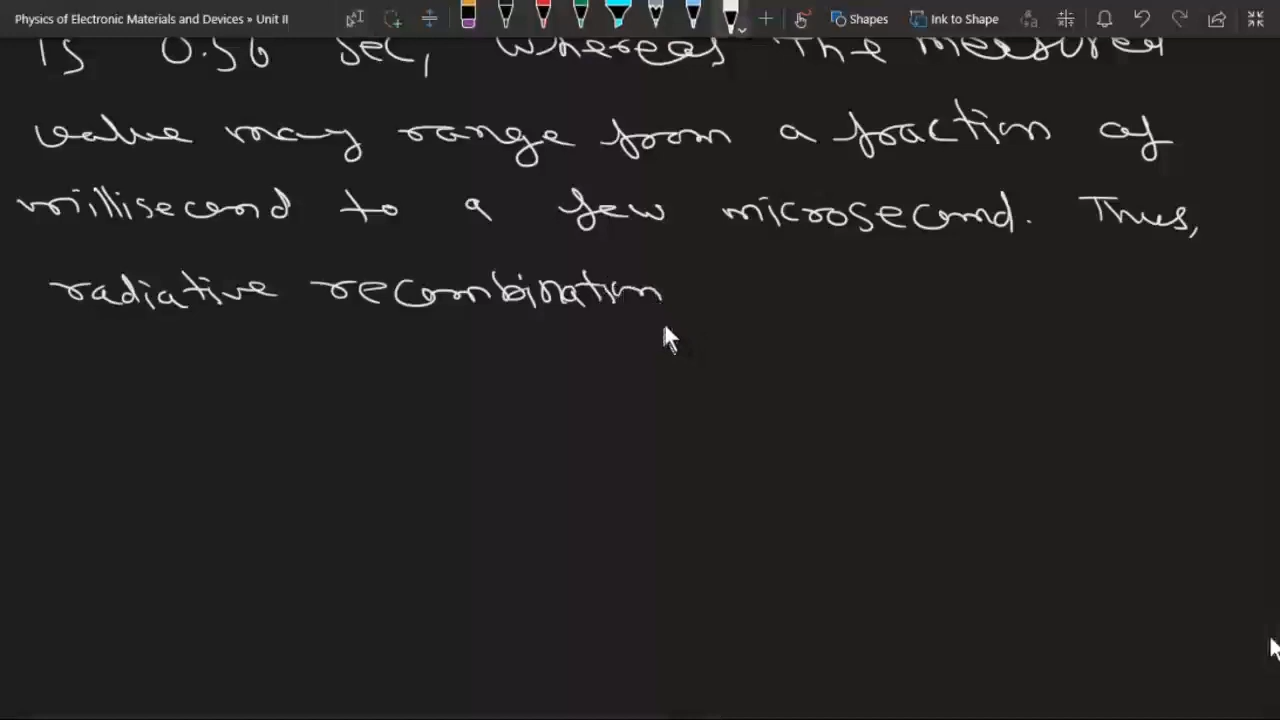 Physics of Electronic Materials and Devices » Unit II
Shapes
Ink to Shape
is 0.56 sec, whereas the measured
value may range from a fraction of
millisecond to a few microsecond. Thus,
radiative recombination